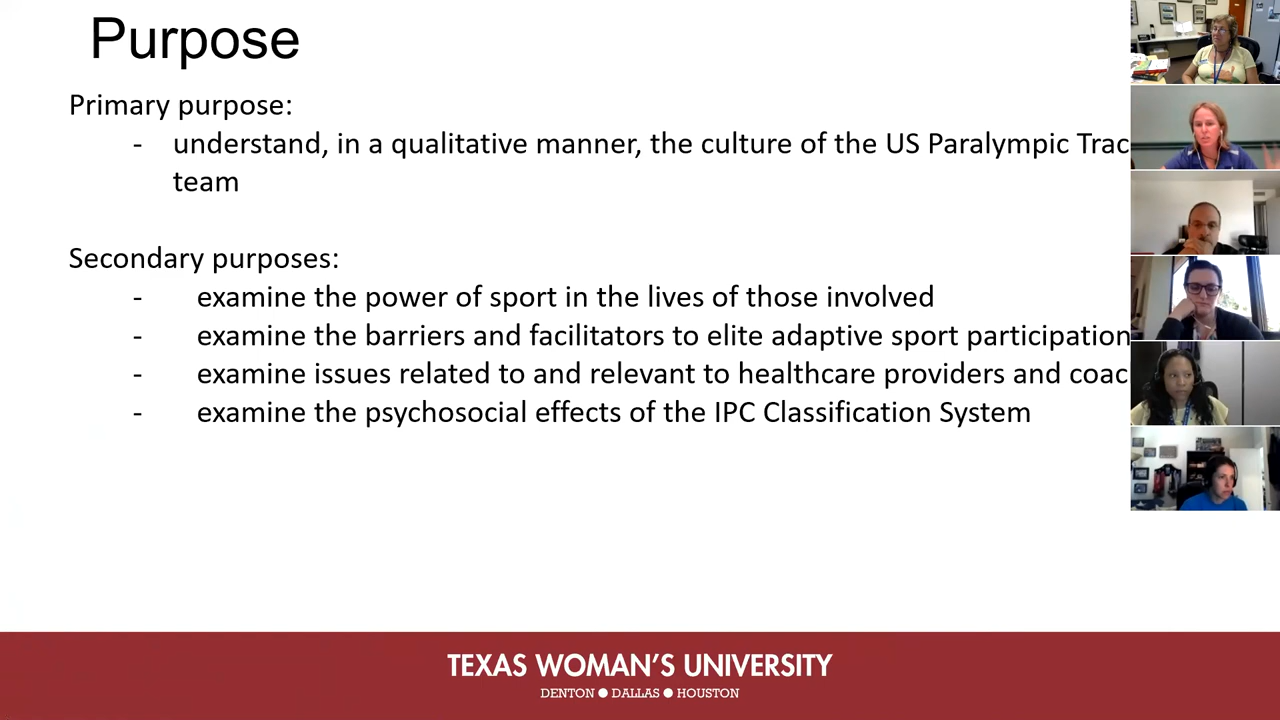 Purpose
Primary purpose:
- understand, in a qualitative manner, the culture of the US Paralympic Trac
team
Secondary purposes:
- examine the power of sport in the lives of those involved
- examine the barriers and facilitators to elite adaptive sport participation
- examine issues related to and relevant to healthcare providers and coac
- examine the psychosocial effects of the IPC Classification System
TEXAS WOMAN'S UNIVERSITY
DENTON ● DALLAS ● HOUSTON